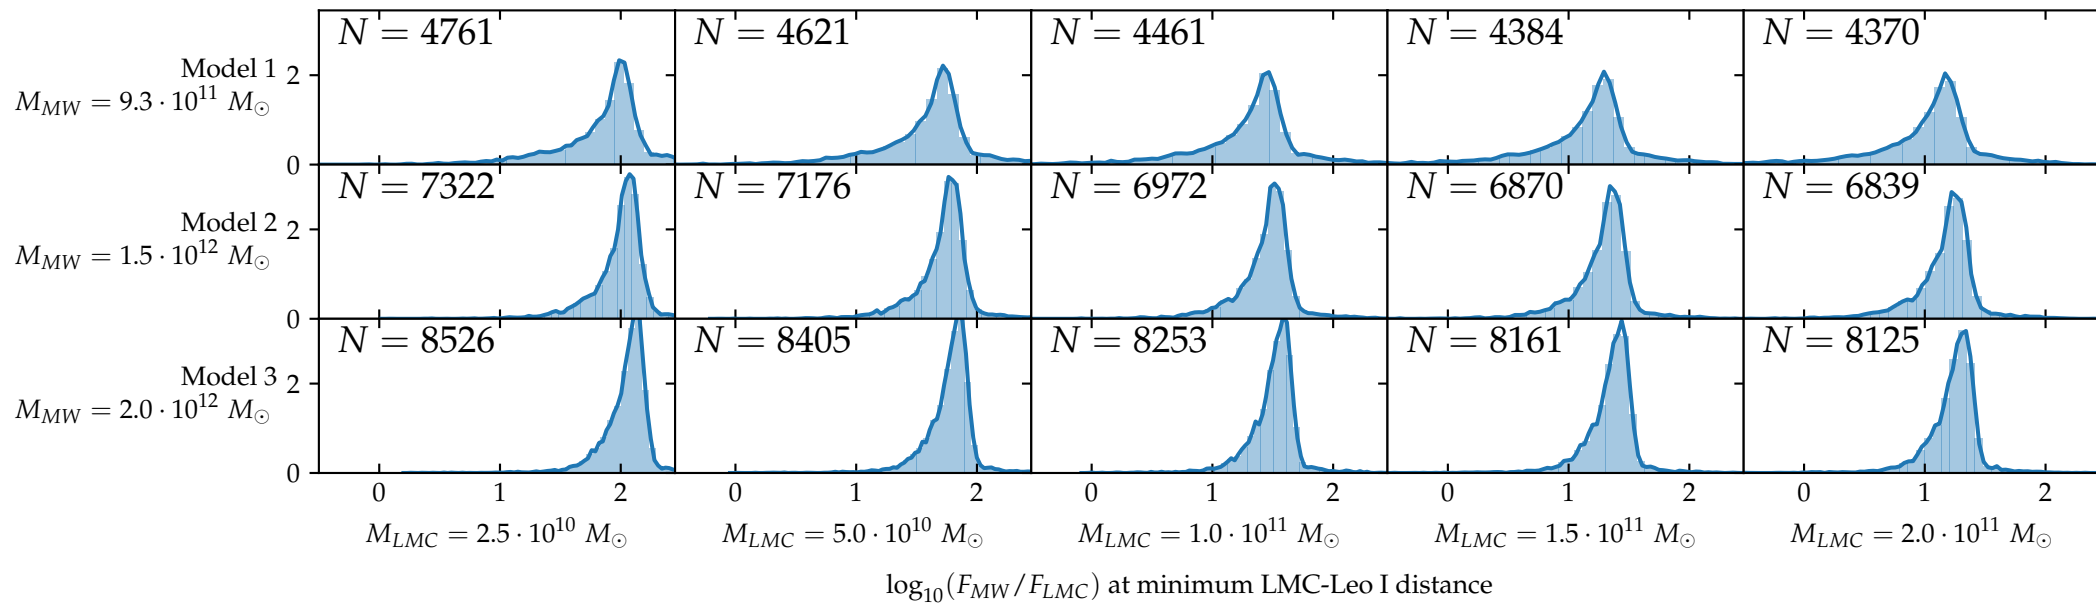 N = 4761 N = 4621 N = 4461 N = 4384 N = 4370
Model 1 2
M_MW = 9.3 · 10^11 M_⊙
0
N = 7322 N = 7176 N = 6972 N = 6870 N = 6839
Model 2 2
M_MW = 1.5 · 10^12 M_⊙
0
N = 8526 N = 8405 N = 8253 N = 8161 N = 8125
Model 3 2
M_MW = 2.0 · 10^12 M_⊙
0
0 1 2 0 1 2 0 1 2 0 1 2 0 1 2
M_LMC = 2.5 · 10^10 M_⊙ M_LMC = 5.0 · 10^10 M_⊙ M_LMC = 1.0 · 10^11 M_⊙ M_LMC = 1.5 · 10^11 M_⊙ M_LMC = 2.0 · 10^11 M_⊙
log_10(F_MW/F_LMC) at minimum LMC-Leo I distance